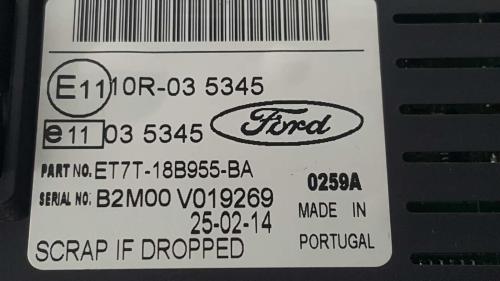 E11 10R-03 5345
e 11 03 5345 Ford
PART NO. ET7T-18B955-BA 0259A
SERIAL NO: B2M00 V019269 MADE IN
25-02-14 PORTUGAL
SCRAP IF DROPPED